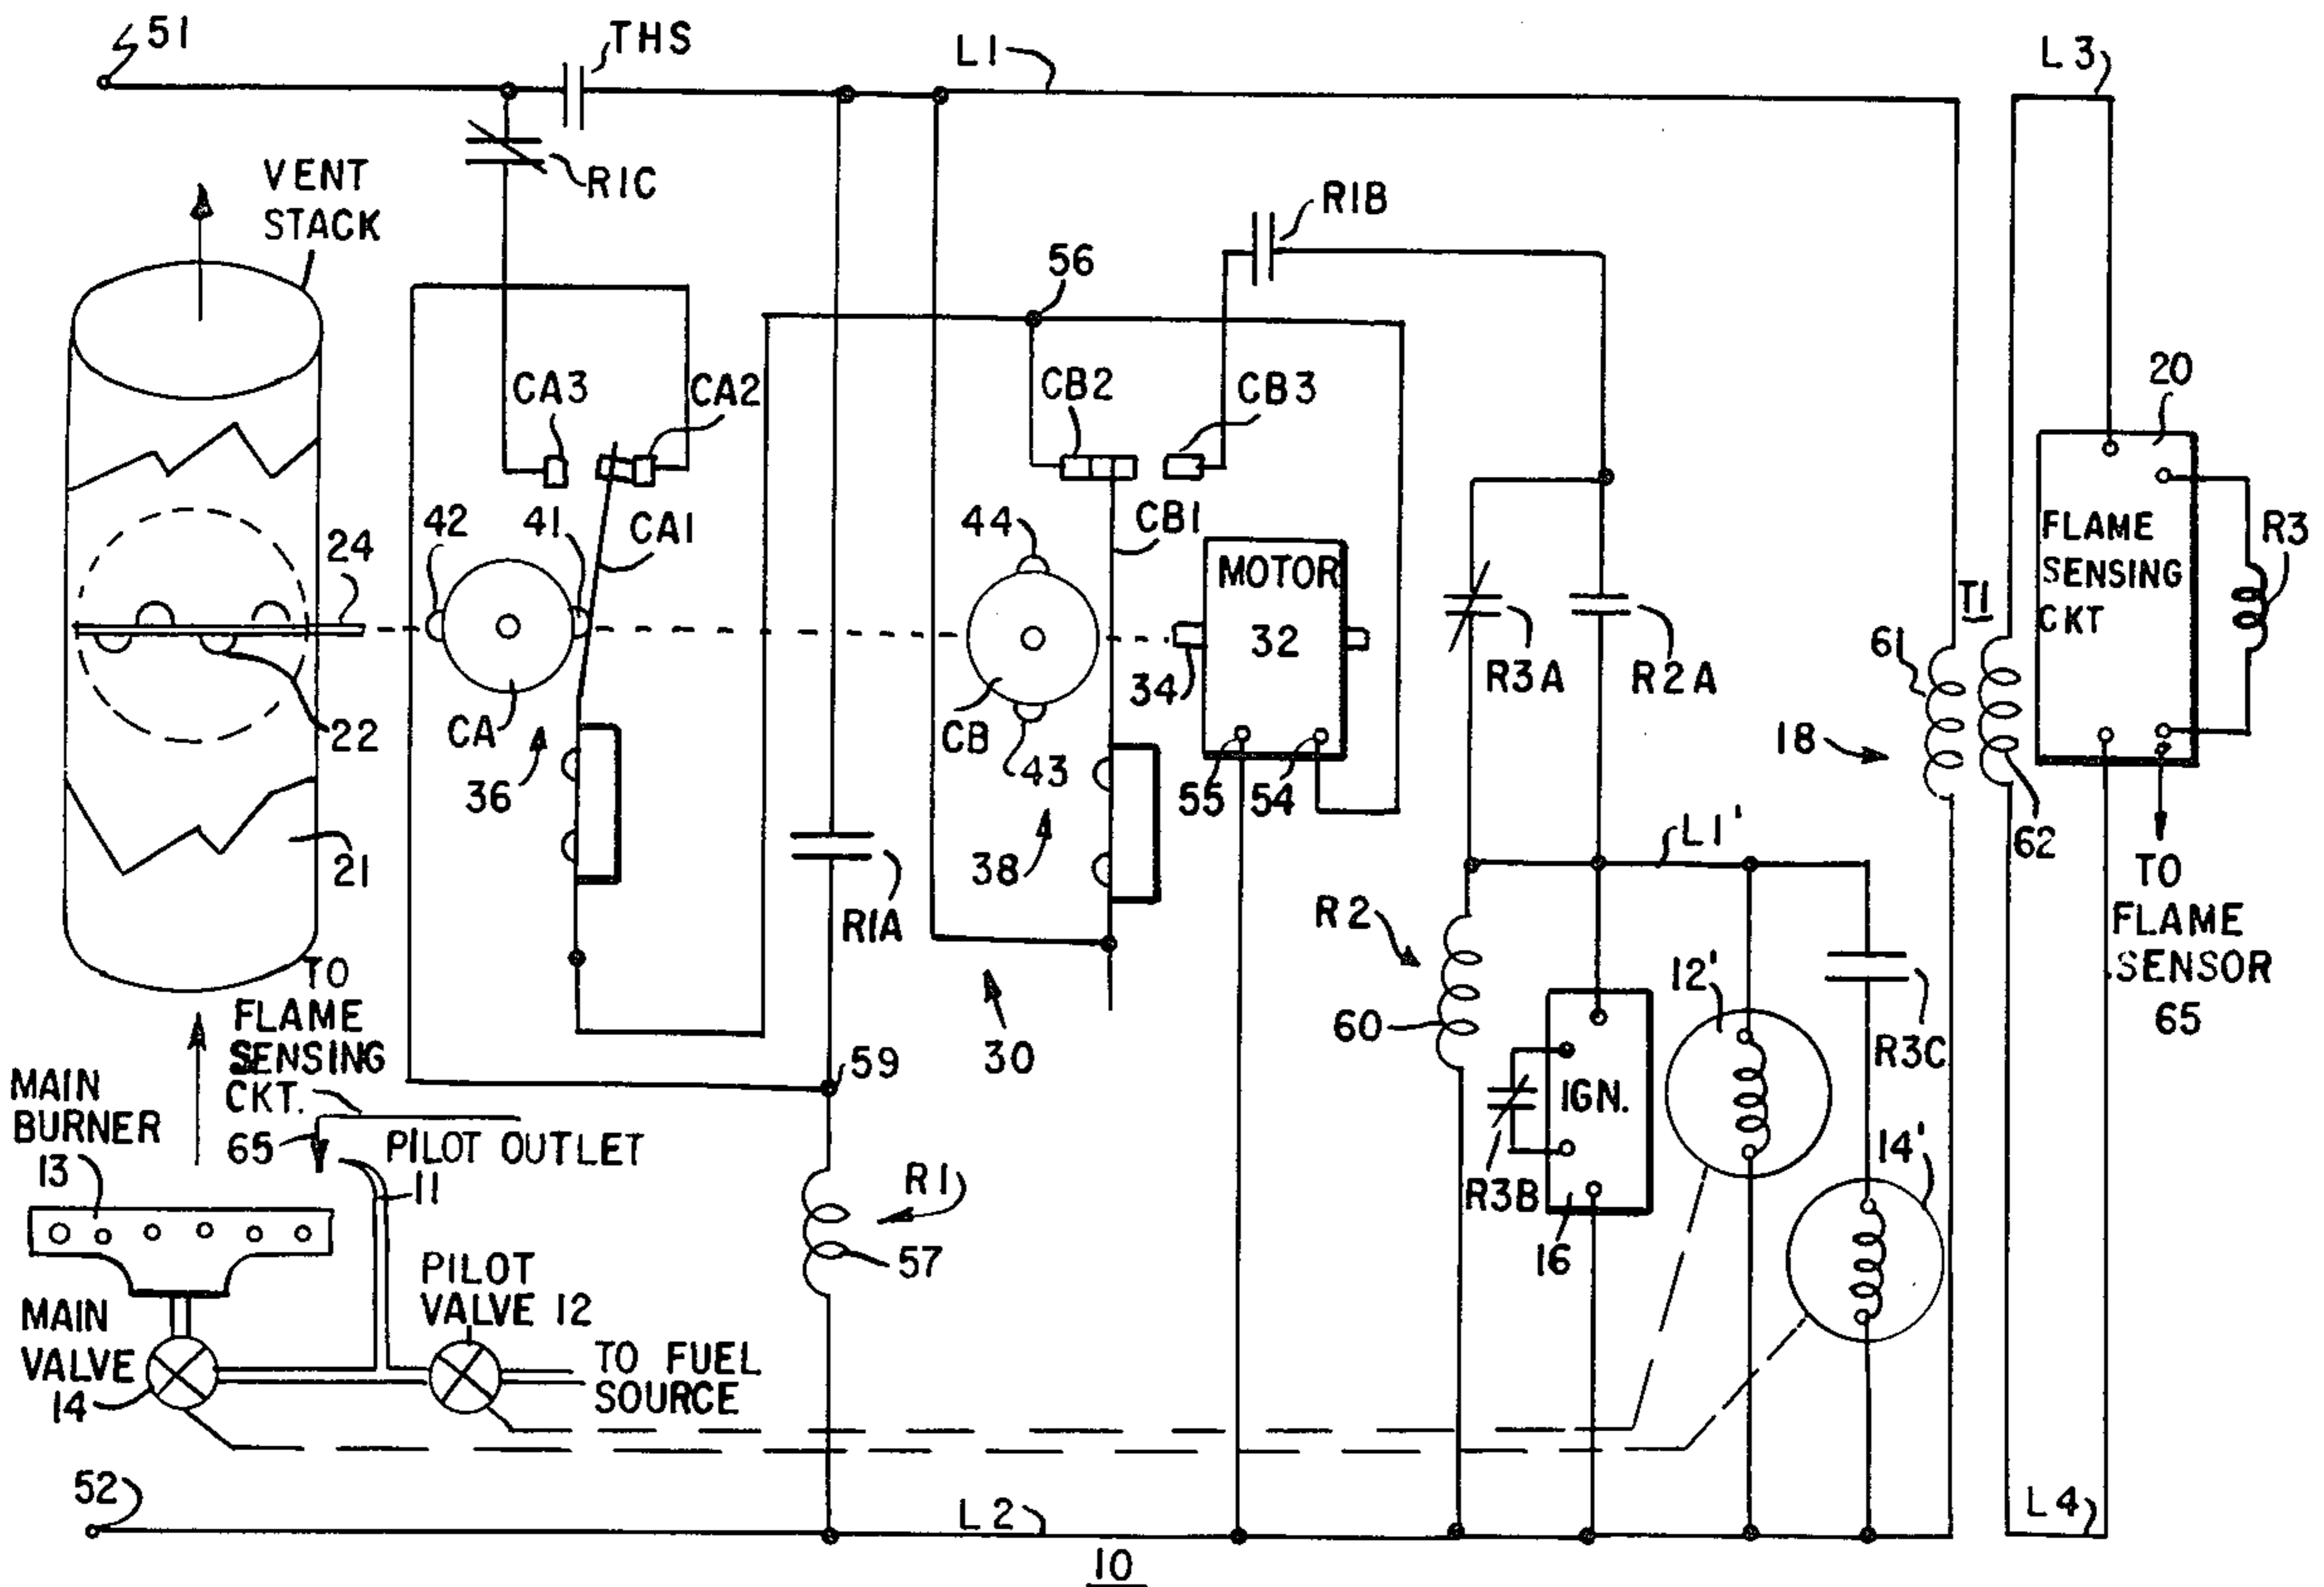 51
THS
L1
L3
VENT
STACK
R1C
R1B
56
20
CA3
CA2
CB2
CB3
24
42
41
CA1
44
CB1
MOTOR
32
FLAME
SENSING
CKT
R3
T1
61
R3A
R2A
34
22
CA
36
CB
43
38
55
54
18
62
21
R1A
L1'
TO
FLAME
SENSOR
65
R2
60
12'
30
59
TO
FLAME
SENSING
CKT.
65
MAIN
BURNER
13
PILOT OUTLET
11
IGN.
R3C
14'
R3B
16
R1
57
PILOT
VALVE 12
MAIN
VALVE
14
TO FUEL
SOURCE
52
L2
L4
10